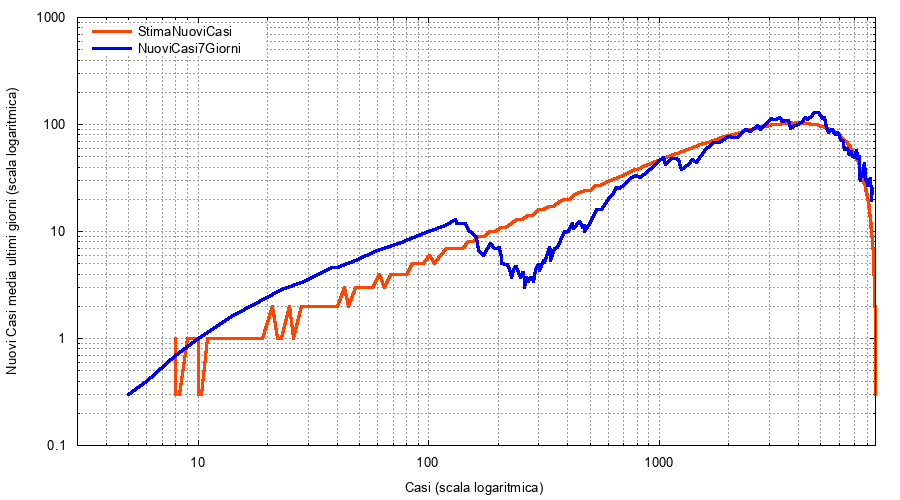 1000
100
10
1
0.1
StimaNuoviCasi
NuoviCasi7Giorni
Nuovi Casi media ultimi giorni (scala logaritmica)
10
100
1000
Casi (scala logaritmica)